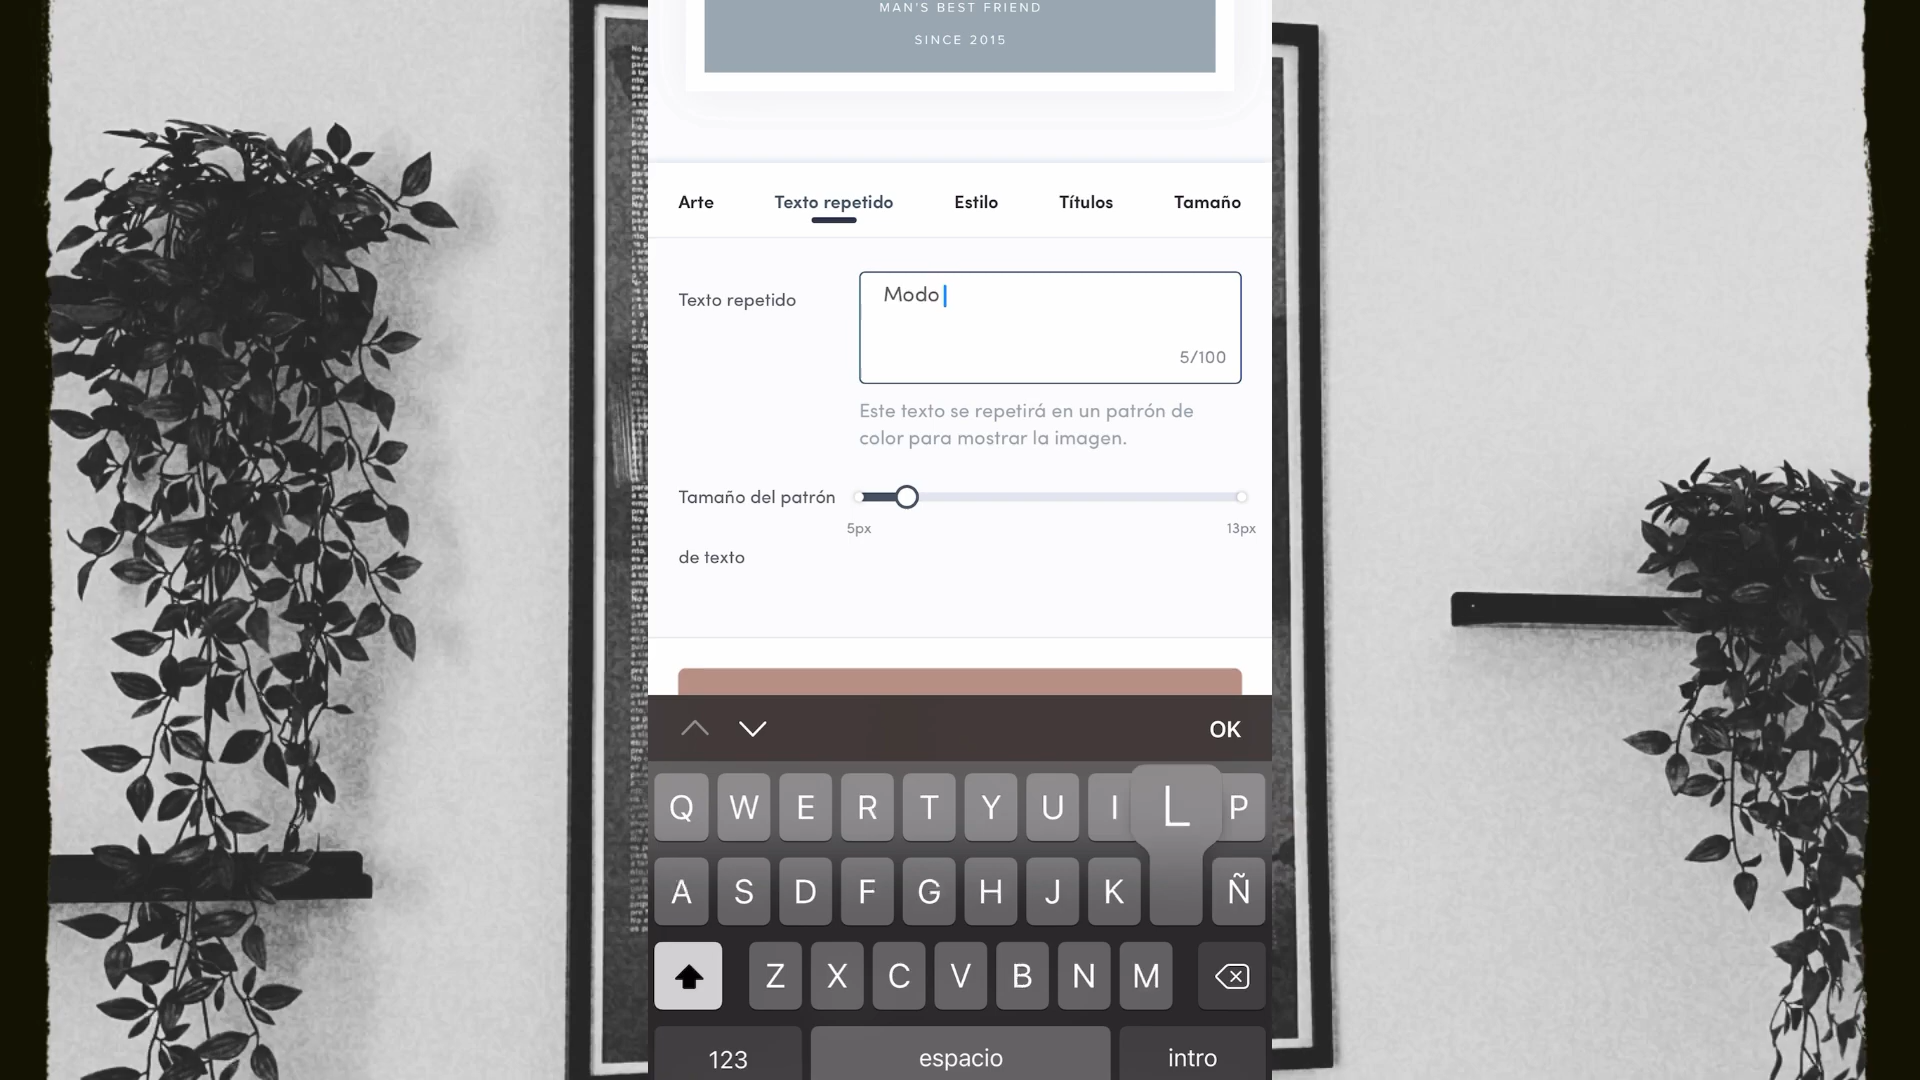 MAN'S BEST FRIEND
SINCE 2015
Arte Texto repetido Estilo Títulos Tamaño
Texto repetido
Modo
5/100
Este texto se repetirá en un patrón de
color para mostrar la imagen.
Tamaño del patrón
de texto
5px 13px
OK
Q W E R T Y U I L P
A S D F G H J K Ñ
Z X C V B N M
123 espacio intro